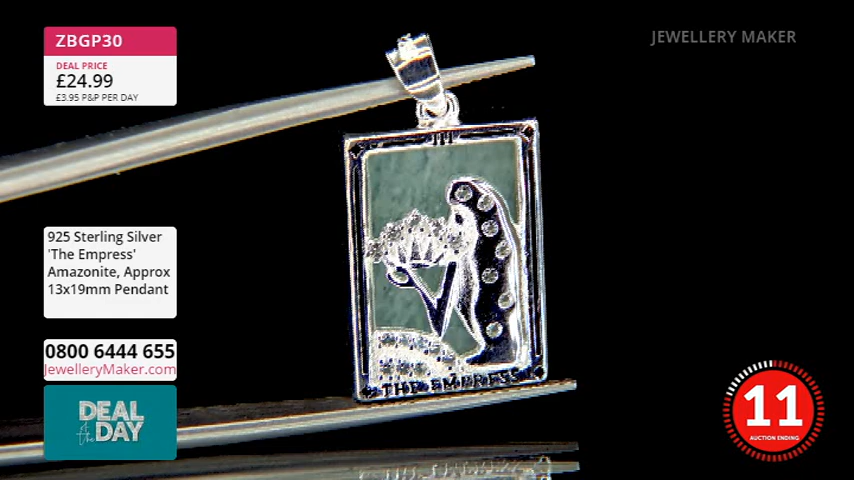 ZBGP30
DEAL PRICE
£24.99
£3.95 P&P PER DAY
JEWELLERY MAKER
III
925 Sterling Silver
'The Empress'
Amazonite, Approx
13x19mm Pendant
THE EMPRESS
0800 6444 655
JewelleryMaker.com
DEAL
of the
DAY
11
AUCTION ENDING